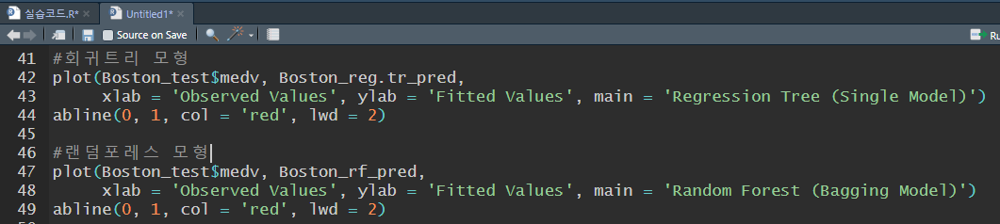 실습코드.R*
Untitled1*
Source on Save
Ru
41 #회귀트리 모형
42 plot(Boston_test$medv, Boston_reg.tr_pred,
43 xlab = 'Observed Values', ylab = 'Fitted Values', main = 'Regression Tree (Single Model)')
44 abline(0, 1, col = 'red', lwd = 2)
45
46 #랜덤포레스 모형
47 plot(Boston_test$medv, Boston_rf_pred,
48 xlab = 'Observed Values', ylab = 'Fitted Values', main = 'Random Forest (Bagging Model)')
49 abline(0, 1, col = 'red', lwd = 2)